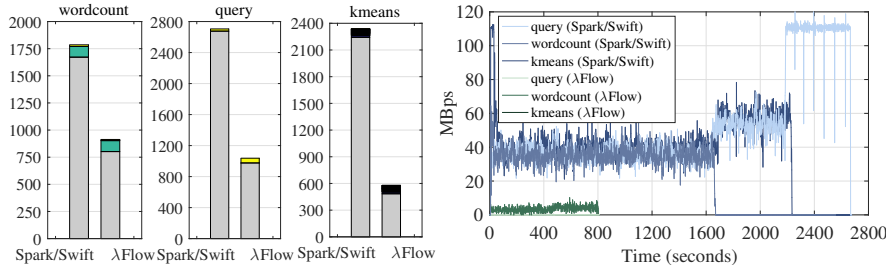 wordcount
2000
1750
1500
1250
1000
750
500
250
0
Spark/Swift λFlow
query
2800
2400
2000
1600
1200
800
400
0
Spark/Swift λFlow
kmeans
2400
2100
1800
1500
1200
900
600
300
0
Spark/Swift λFlow
120
100
80
60
40
20
0
MBps
query (Spark/Swift)
wordcount (Spark/Swift)
kmeans (Spark/Swift)
query (λFlow)
wordcount (λFlow)
kmeans (λFlow)
0 400 800 1200 1600 2000 2400 2800
Time (seconds)